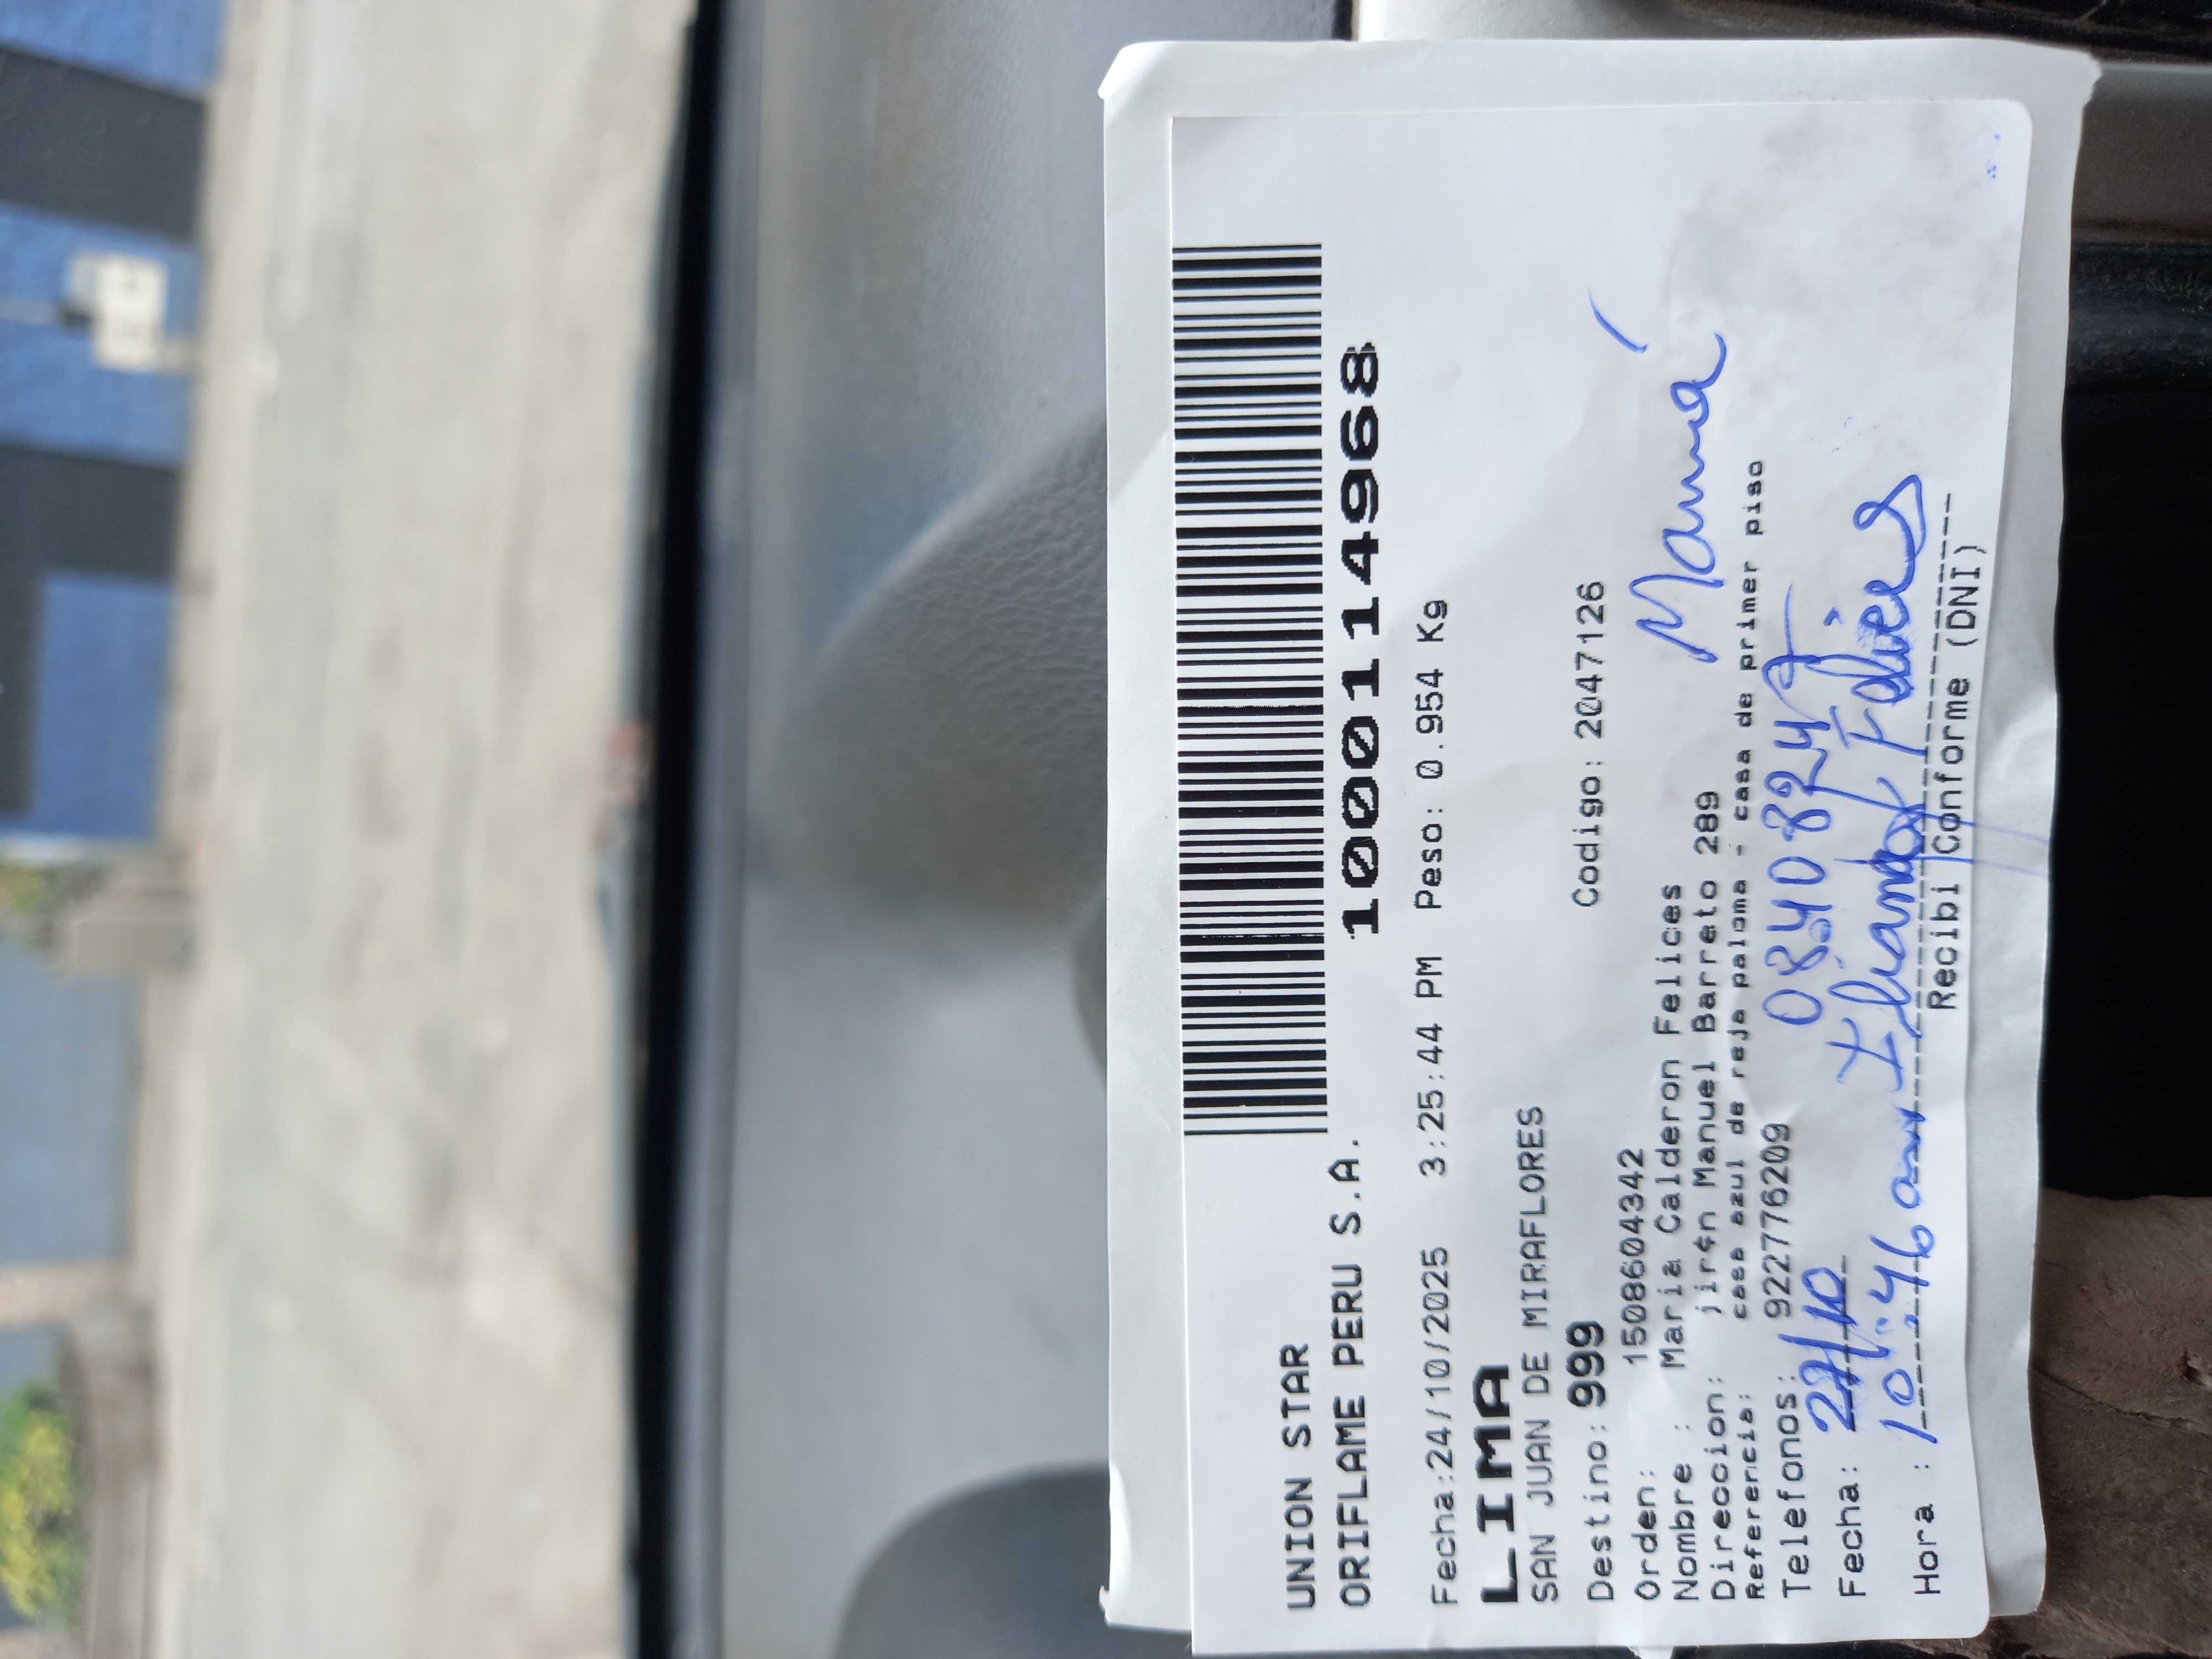 UNION STAR
ORIFLAME PERU S.A.
10001114968
Fecha:24/10/2025 3:25:44 PM Peso: 0.954 Kg
LIMA
SAN JUAN DE MIRAFLORES
Destino: 999 Codigo: 2047126
Orden: 1508604342
Nombre : Maria Calderon Felices
Mamá
Direccion: jir¢n Manuel Barreto 289
Referencia: casa azul de reja paloma - casa de primer piso
Telefonos: 922776209
08408247
Fecha: 27/10
Hora : 10:46 am
Recibi Conforme (DNI)